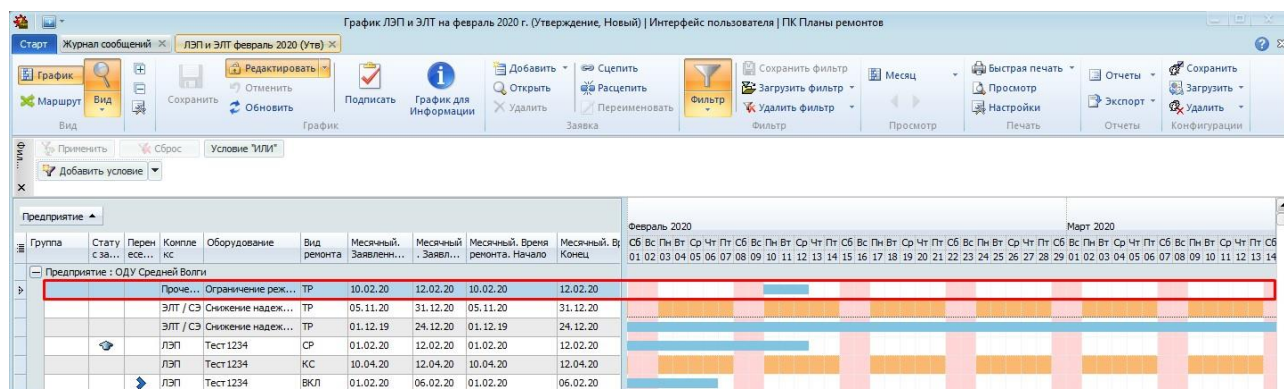 График ЛЭП и ЭЛТ на февраль 2020 г. (Утверждение, Новый) | Интерфейс пользователя | ПК Планы ремонтов
Старт Журнал сообщений ЛЭП и ЭЛТ февраль 2020 (Утв)
График Редактировать Добавить Сцепить Сохранить фильтр Месяц Быстрая печать Отчеты Сохранить
Маршрут Вид Сохранить Отменить Подписать График для Информации Открыть Расцепить Фильтр Загрузить фильтр Просмотр Экспорт Загрузить
Обновить Удалить Переименовать Удалить фильтр Настройки Удалить
Вид График Заявка Фильтр Просмотр Печать Отчеты Конфигурации
Фил... Применить Сброс Условие "ИЛИ"
Добавить условие
Предприятие
Февраль 2020 Март 2020
Группа Стату Перен Компле Оборудование Вид Месячный. Месячный Месячный. Время Месячный. Вр Сб Вс Пн Вт Ср Чт Пт Сб Вс Пн Вт Ср Чт Пт Сб Вс Пн Вт Ср Чт Пт Сб Вс Пн Вт Ср Чт Пт Сб Вс Пн Вт Ср Чт Пт Сб Вс Пн Вт Ср Чт Пт Сб
с за... есе... кс ремонта Заявленн... . Заявл... ремонта. Начало Конец 01 02 03 04 05 06 07 08 09 10 11 12 13 14 15 16 17 18 19 20 21 22 23 24 25 26 27 28 29 01 02 03 04 05 06 07 08 09 10 11 12 13 14
Предприятие : ОДУ Средней Волги
Проче... Ограничение реж... ТР 10.02.20 12.02.20 10.02.20 12.02.20
ЭЛТ / СЭ Снижение надеж... ТР 05.11.20 31.12.20 05.11.20 31.12.20
ЭЛТ / СЭ Снижение надеж... ТР 01.12.19 24.12.20 01.12.19 24.12.20
ЛЭП Тест1234 СР 01.02.20 12.02.20 01.02.20 12.02.20
ЛЭП Тест1234 КС 10.04.20 12.04.20 10.04.20 12.04.20
ЛЭП Тест1234 ВКЛ 01.02.20 06.02.20 01.02.20 06.02.20